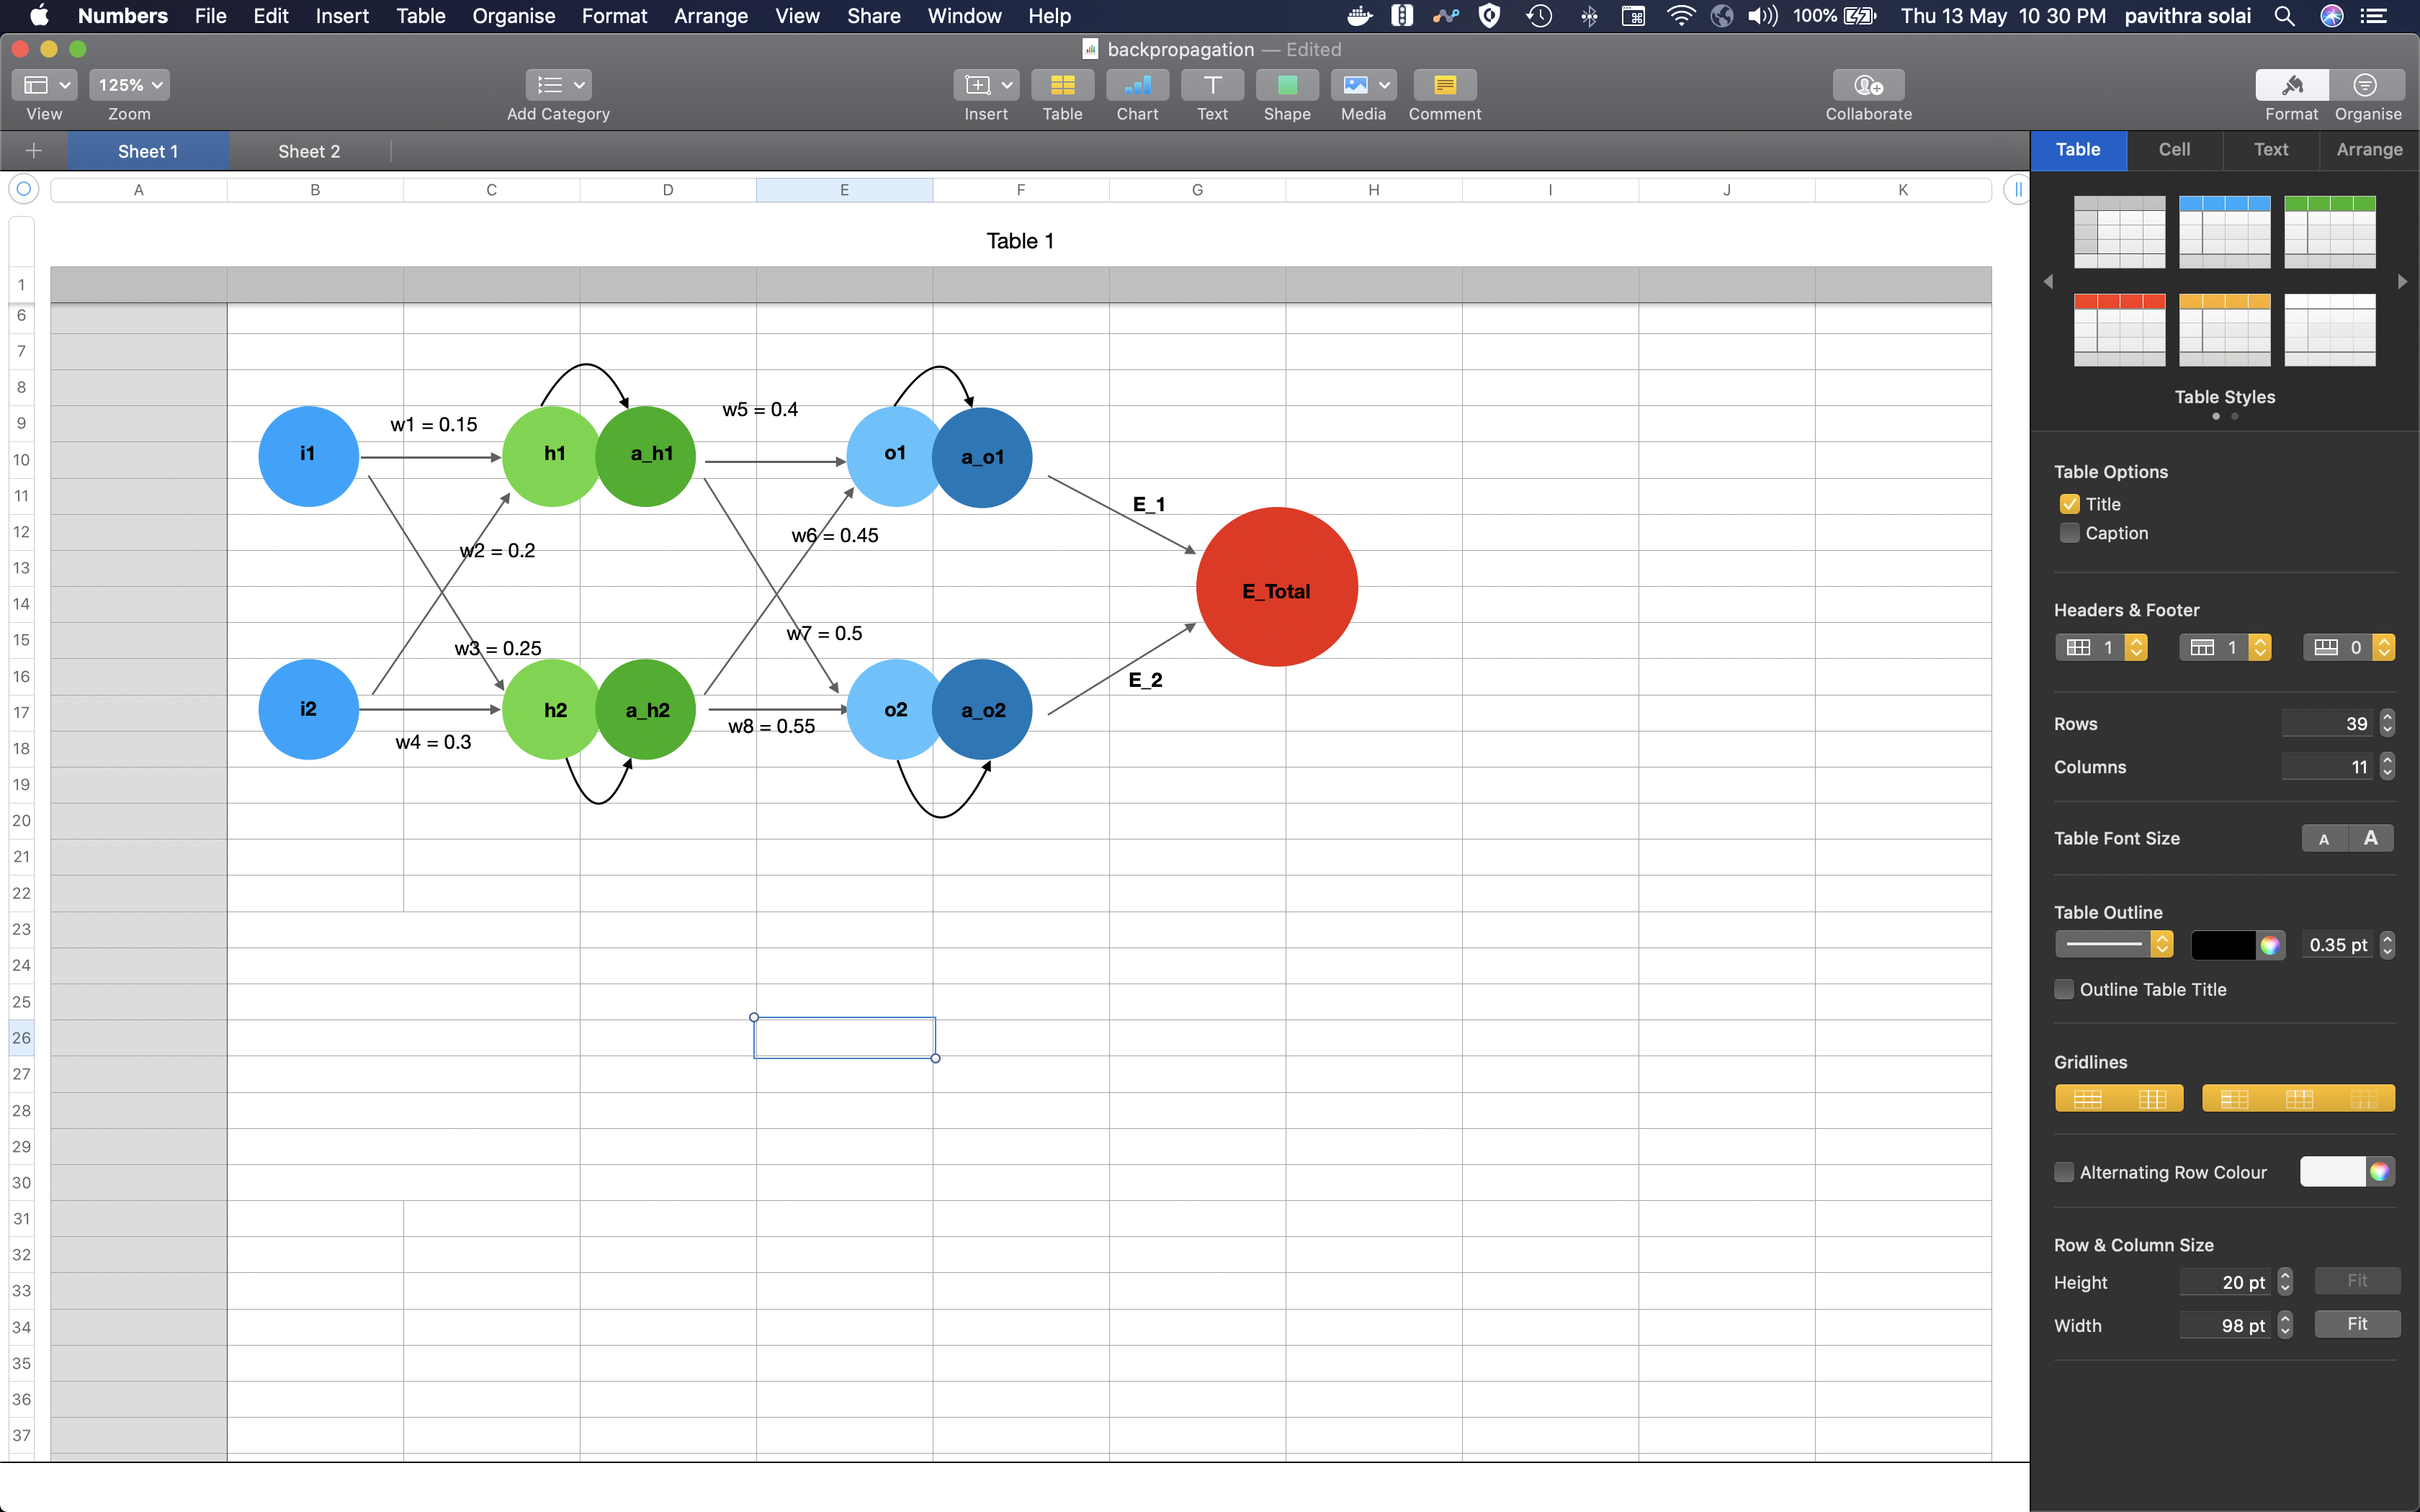 Numbers File Edit Insert Table Organise Format Arrange View Share Window Help 100% Thu 13 May 10 30 PM pavithra solai
backpropagation — Edited
125%
View Zoom Add Category Insert Table Chart Text Shape Media Comment Collaborate Format Organise
Sheet 1 Sheet 2
Table Cell Text Arrange
A B C D E F G H I J K
Table 1
1
6
7
8
9
10
11
12
13
14
15
16
17
18
19
20
21
22
23
24
25
26
27
28
29
30
31
32
33
34
35
36
37
w1 = 0.15
w5 = 0.4
i1 h1 a_h1 o1 a_o1
E_1
w6 = 0.45
w2 = 0.2
E_Total
w7 = 0.5
w3 = 0.25
E_2
i2 h2 a_h2 o2 a_o2
w8 = 0.55
w4 = 0.3
Table Styles
Table Options
Title
Caption
Headers & Footer
1 1 0
Rows 39
Columns 11
Table Font Size A A
Table Outline
0.35 pt
Outline Table Title
Gridlines
Alternating Row Colour
Row & Column Size
Height 20 pt Fit
Width 98 pt Fit